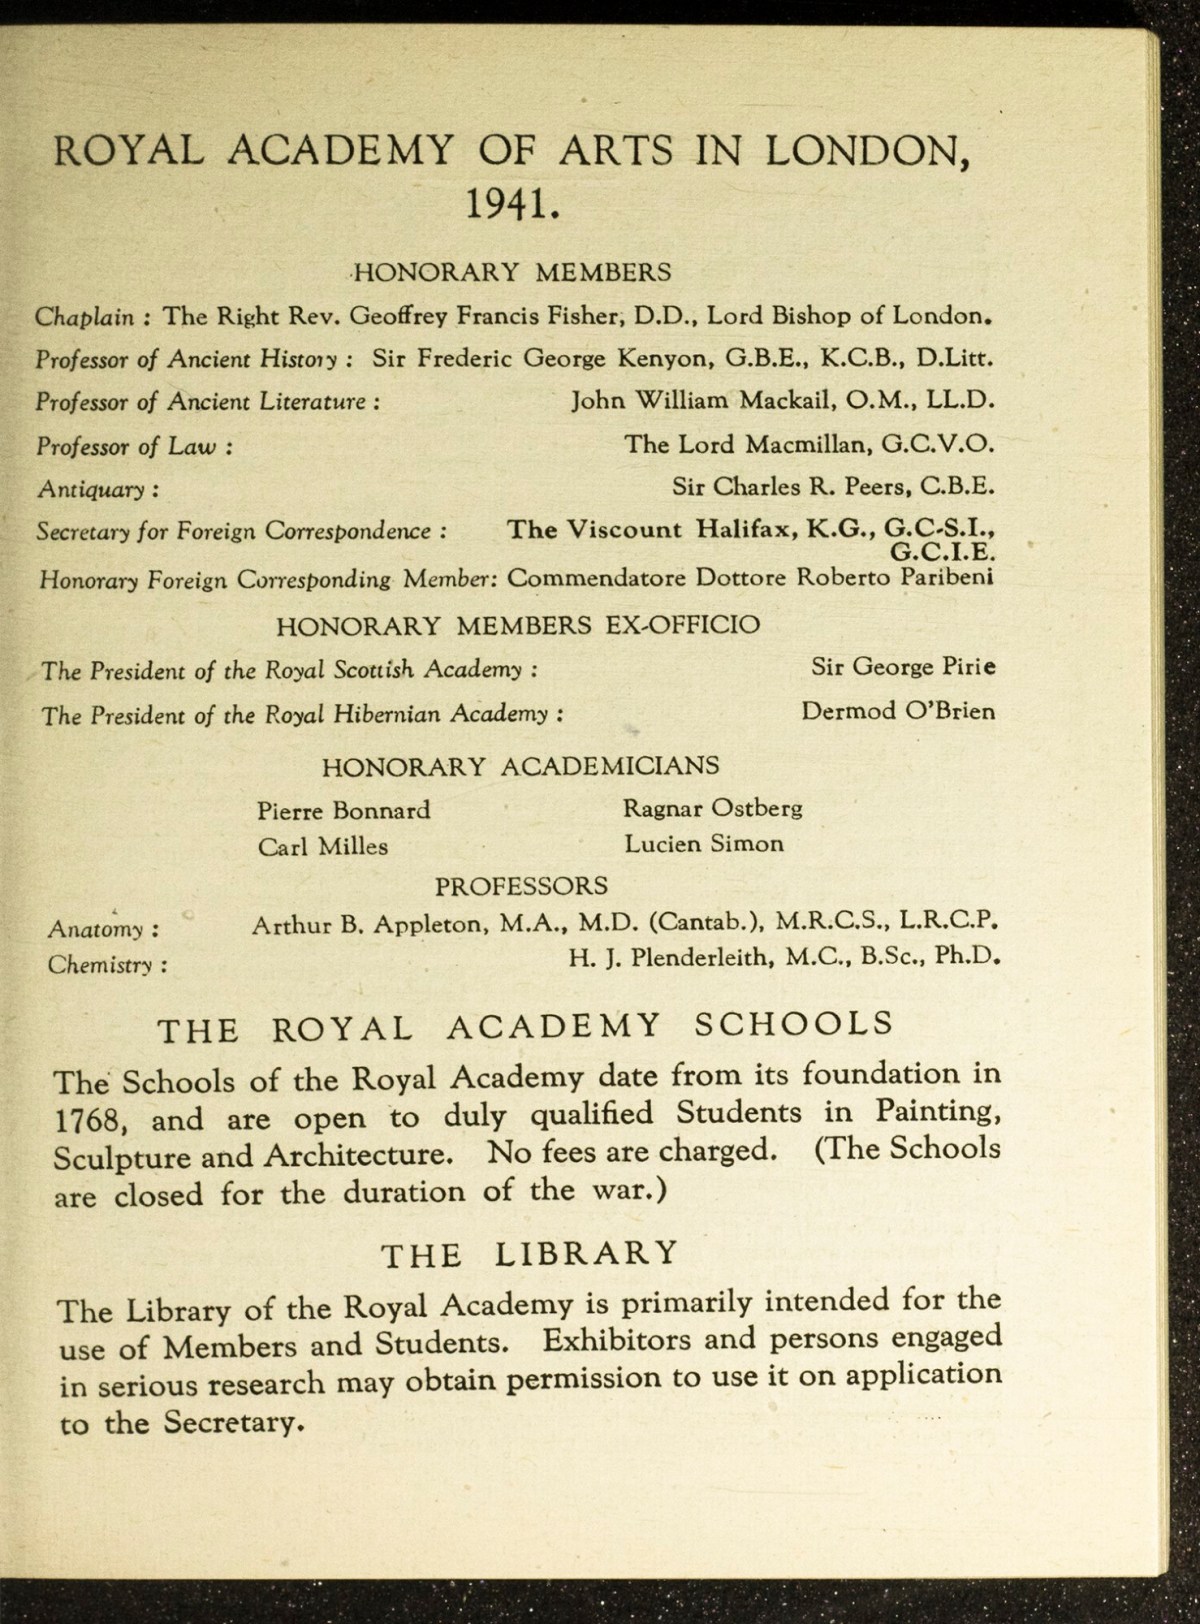 ROYAL ACADEMY OF ARTS IN LONDON,
1941.
HONORARY MEMBERS
Chaplain : The Right Rev. Geoffrey Francis Fisher, D.D., Lord Bishop of London.
Professor of Ancient History : Sir Frederic George Kenyon, G.B.E., K.C.B., D.Litt.
Professor of Ancient Literature : John William Mackail, O.M., LL.D.
Professor of Law : The Lord Macmillan, G.C.V.O.
Antiquary : Sir Charles R. Peers, C.B.E.
Secretary for Foreign Correspondence : The Viscount Halifax, K.G., G.C-S.I.,
G.C.I.E.
Honorary Foreign Corresponding Member: Commendatore Dottore Roberto Paribeni
HONORARY MEMBERS EX-OFFICIO
The President of the Royal Scottish Academy : Sir George Pirie
The President of the Royal Hibernian Academy : Dermod O'Brien
HONORARY ACADEMICIANS
Pierre Bonnard Ragnar Ostberg
Carl Milles Lucien Simon
PROFESSORS
Anatomy : Arthur B. Appleton, M.A., M.D. (Cantab.), M.R.C.S., L.R.C.P.
Chemistry : H. J. Plenderleith, M.C., B.Sc., Ph.D.
THE ROYAL ACADEMY SCHOOLS
The Schools of the Royal Academy date from its foundation in
1768, and are open to duly qualified Students in Painting,
Sculpture and Architecture. No fees are charged. (The Schools
are closed for the duration of the war.)
THE LIBRARY
The Library of the Royal Academy is primarily intended for the
use of Members and Students. Exhibitors and persons engaged
in serious research may obtain permission to use it on application
to the Secretary.